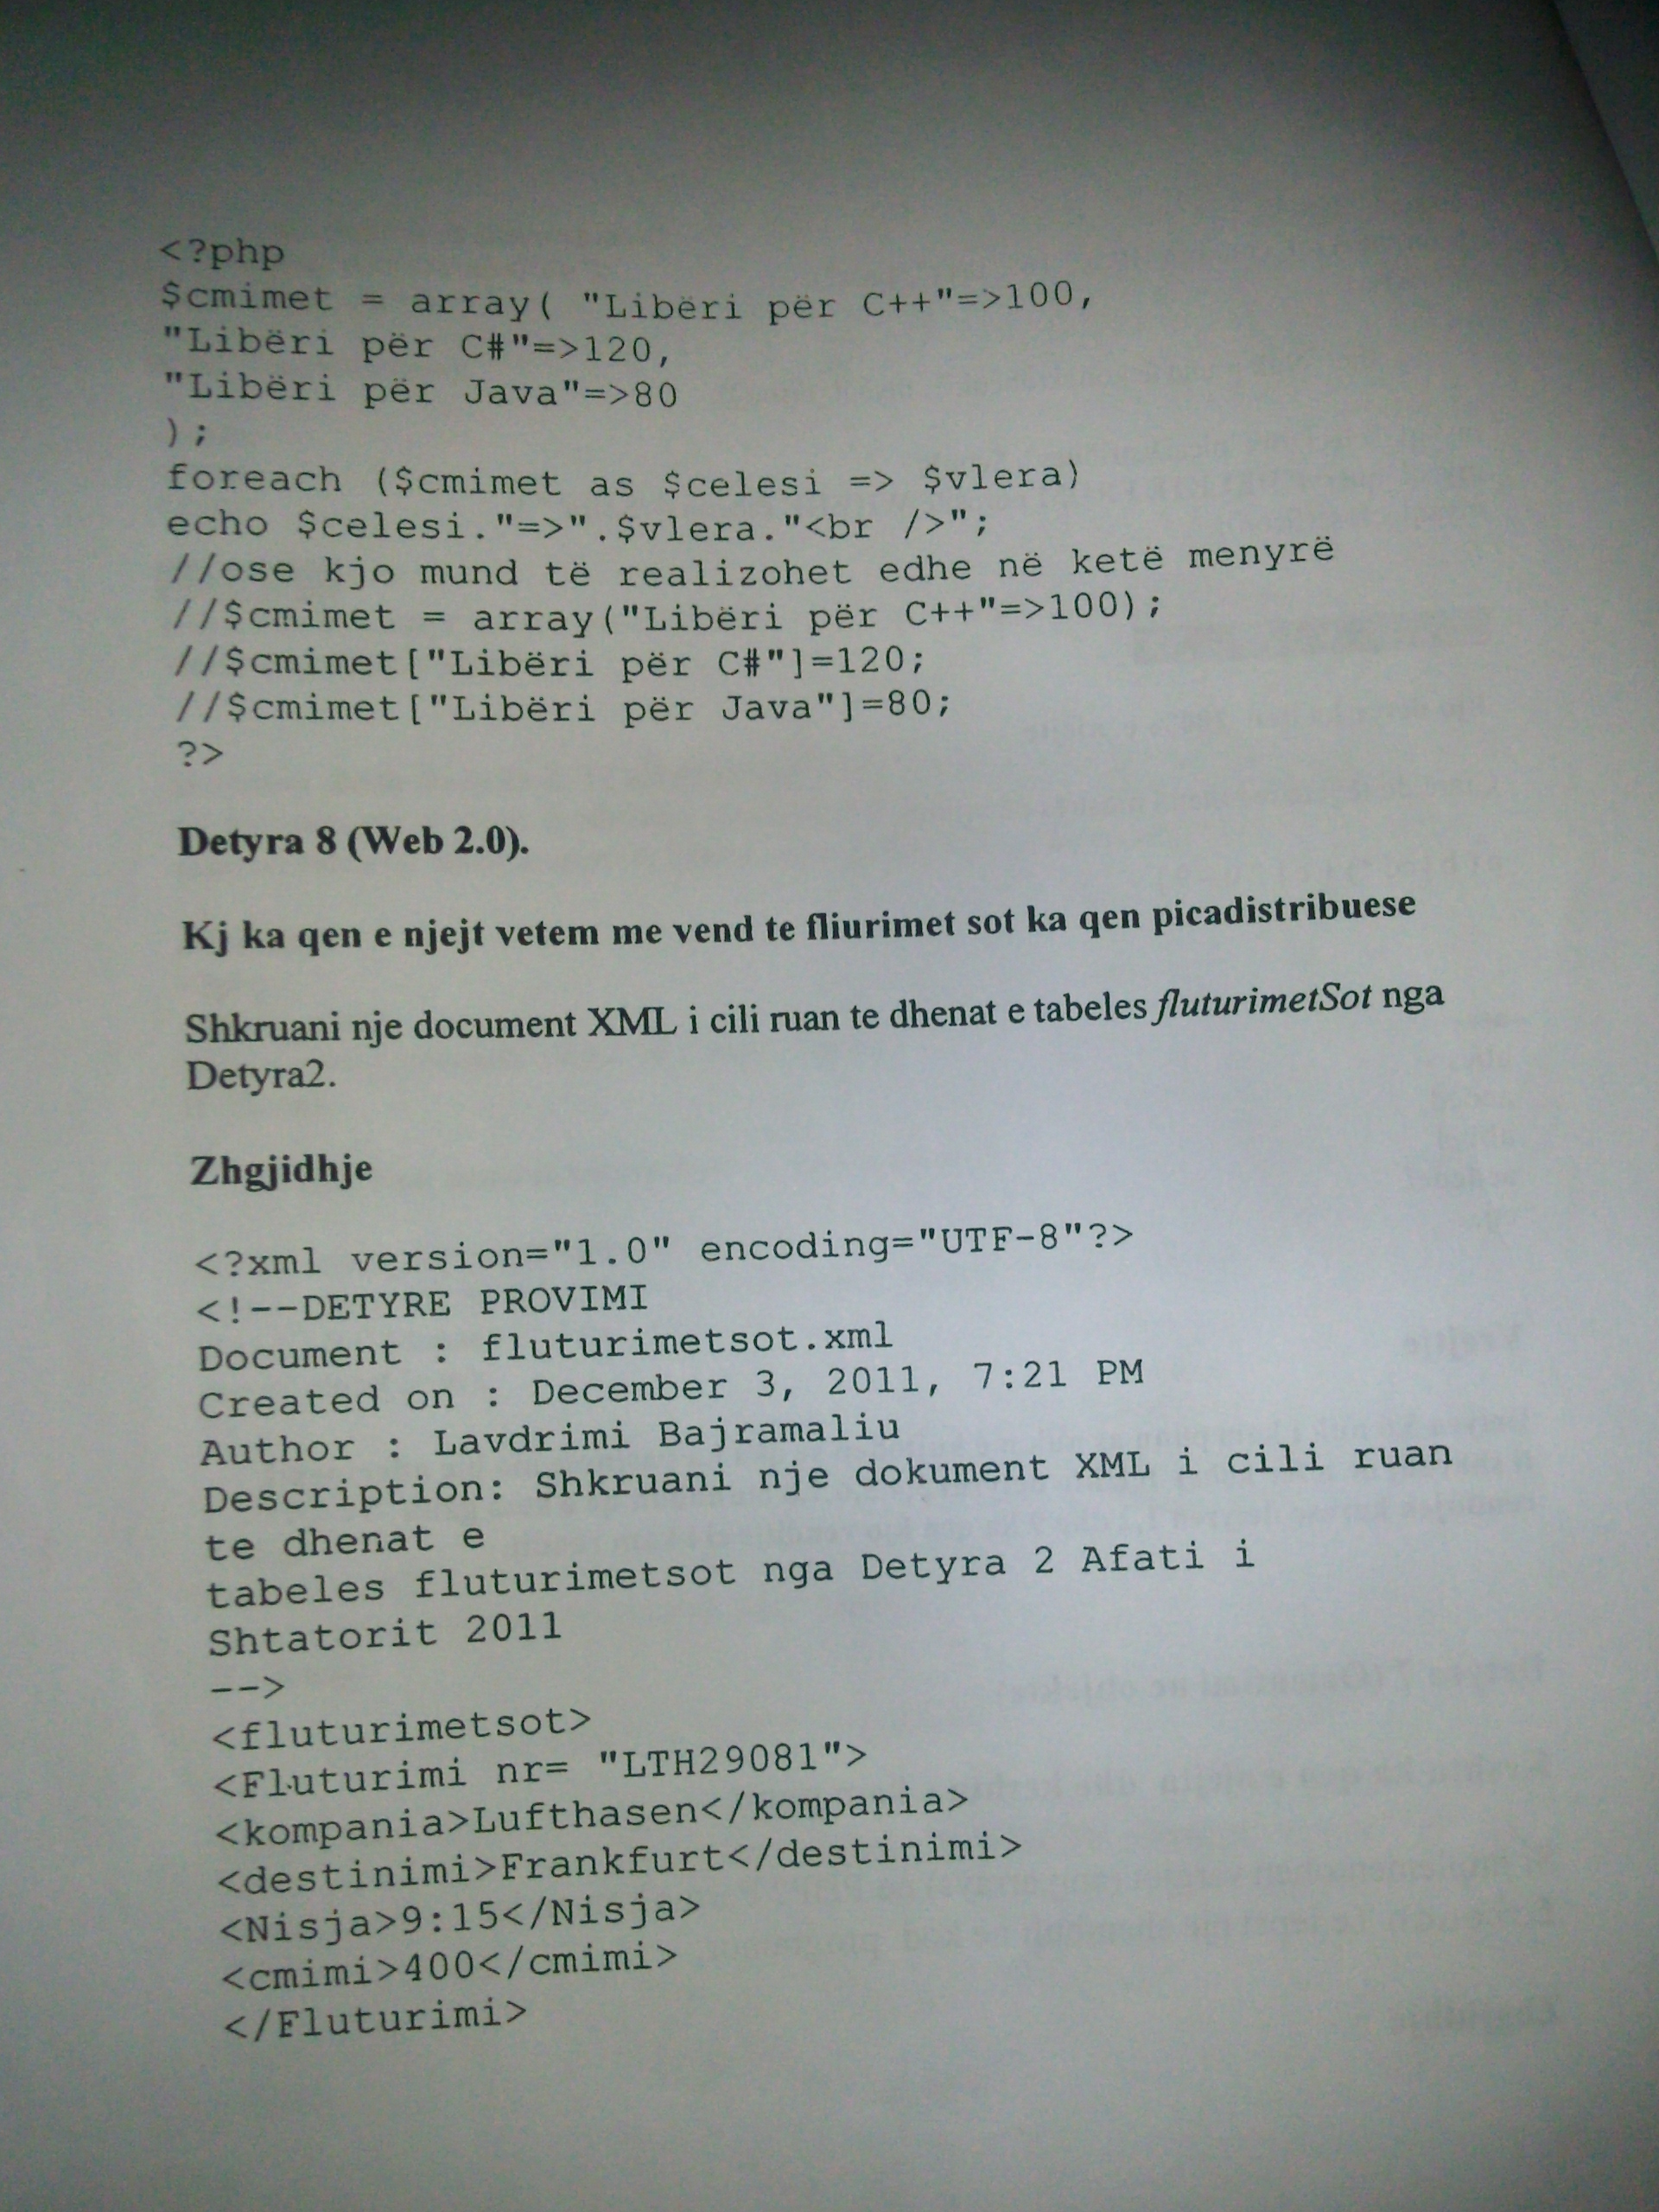 <?php
$cmimet = array( "Libëri për C++"=>100,
"Libëri për C#"=>120,
"Libëri për Java"=>80
);
foreach ($cmimet as $celesi => $vlera)
echo $celesi."=>".$vlera."<br />";
//ose kjo mund të realizohet edhe në ketë menyrë
//$cmimet = array("Libëri për C++"=>100);
//$cmimet["Libëri për C#"]=120;
//$cmimet["Libëri për Java"]=80;
?>
Detyra 8 (Web 2.0).
Kj ka qen e njejt vetem me vend te fliurimet sot ka qen picadistribuese
Shkruani nje document XML i cili ruan te dhenat e tabeles fluturimetSot nga
Detyra2.
Zhgjidhje
<?xml version="1.0" encoding="UTF-8"?>
<!--DETYRE PROVIMI
Document : fluturimetsot.xml
Created on : December 3, 2011, 7:21 PM
Author : Lavdrimi Bajramaliu
Description: Shkruani nje dokument XML i cili ruan
te dhenat e
tabeles fluturimetsot nga Detyra 2 Afati i
Shtatorit 2011
-->
<fluturimetsot>
<Fluturimi nr= "LTH29081">
<kompania>Lufthasen</kompania>
<destinimi>Frankfurt</destinimi>
<Nisja>9:15</Nisja>
<cmimi>400</cmimi>
</Fluturimi>